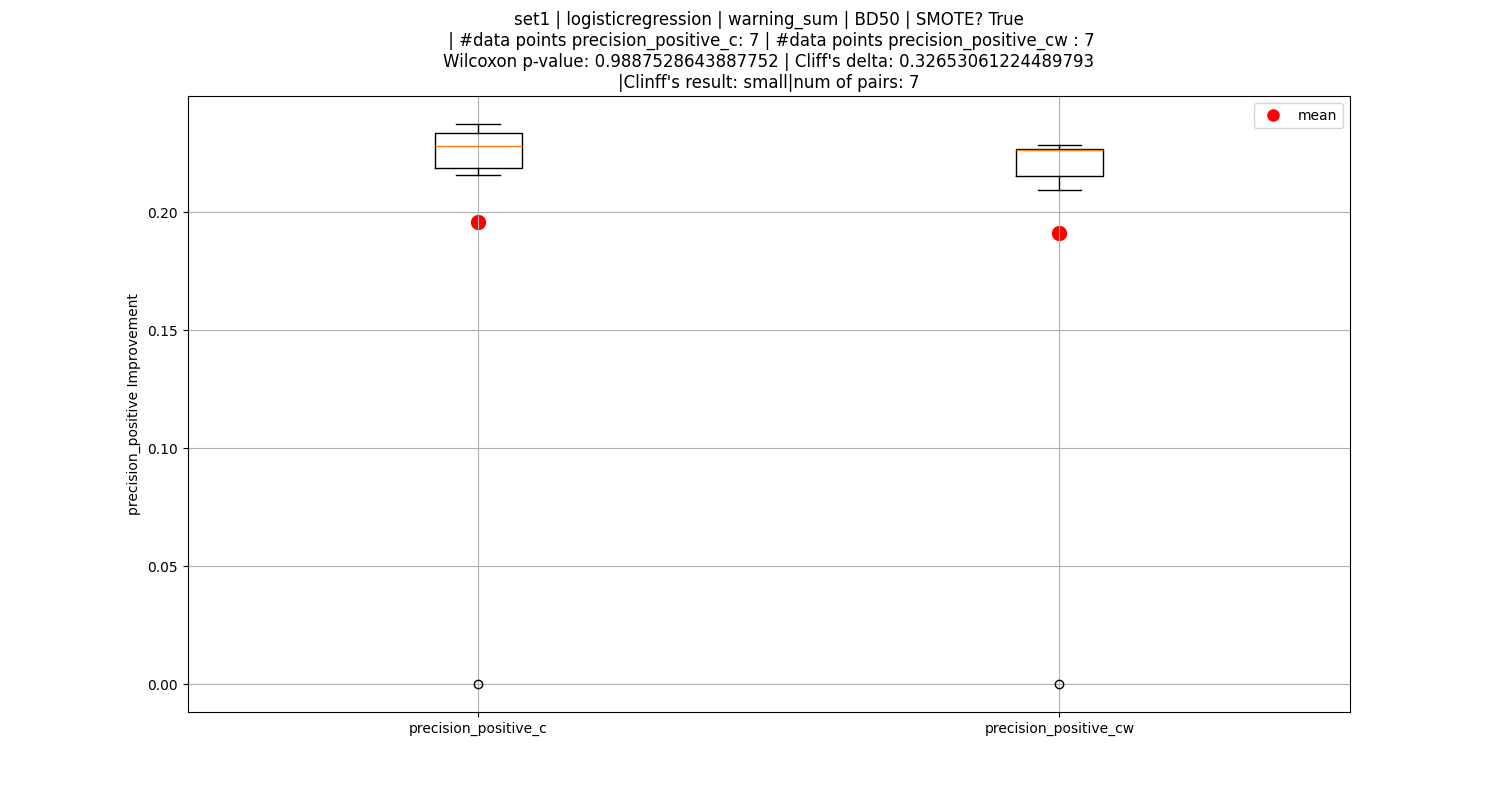 set1 | logisticregression | warning_sum | BD50 | SMOTE? True
| #data points precision_positive_c: 7 | #data points precision_positive_cw : 7
Wilcoxon p-value: 0.9887528643887752 | Cliff's delta: 0.32653061224489793
|Clinff's result: small|num of pairs: 7
mean
precision_positive Improvement
0.20
0.15
0.10
0.05
0.00
precision_positive_c
precision_positive_cw